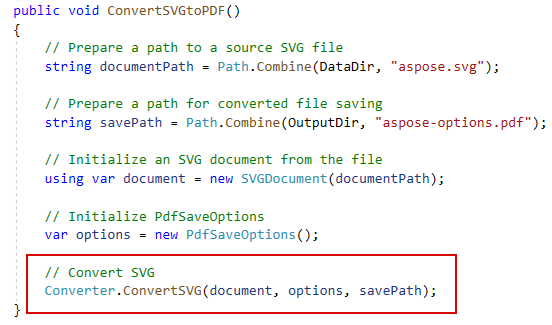 public void ConvertSVGtoPDF()
{
// Prepare a path to a source SVG file
string documentPath = Path.Combine(DataDir, "aspose.svg");
// Prepare a path for converted file saving
string savePath = Path.Combine(OutputDir, "aspose-options.pdf");
// Initialize an SVG document from the file
using var document = new SVGDocument(documentPath);
// Initialize PdfSaveOptions
var options = new PdfSaveOptions();
// Convert SVG
Converter.ConvertSVG(document, options, savePath);
}